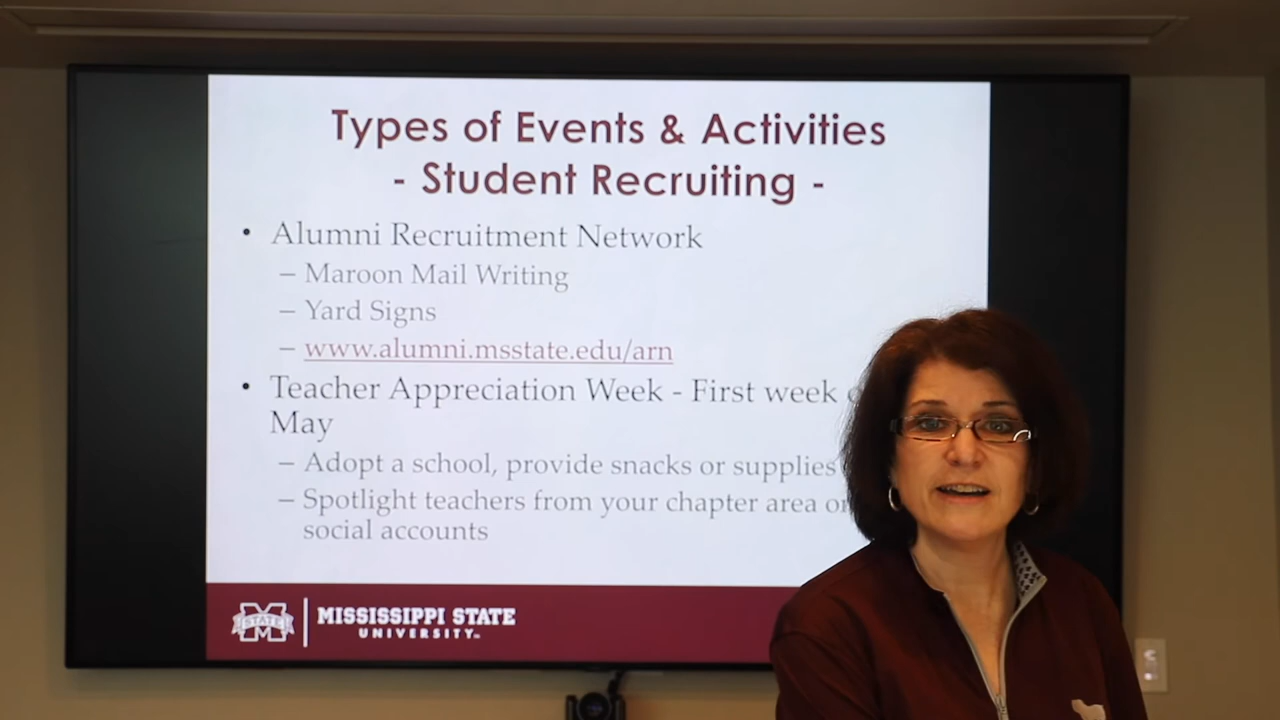 Types of Events & Activities
- Student Recruiting -
• Alumni Recruitment Network
– Maroon Mail Writing
– Yard Signs
– www.alumni.msstate.edu/arn
• Teacher Appreciation Week - First week
May
– Adopt a school, provide snacks or supplies
– Spotlight teachers from your chapter area
social accounts
STATE
MISSISSIPPI STATE
UNIVERSITY™